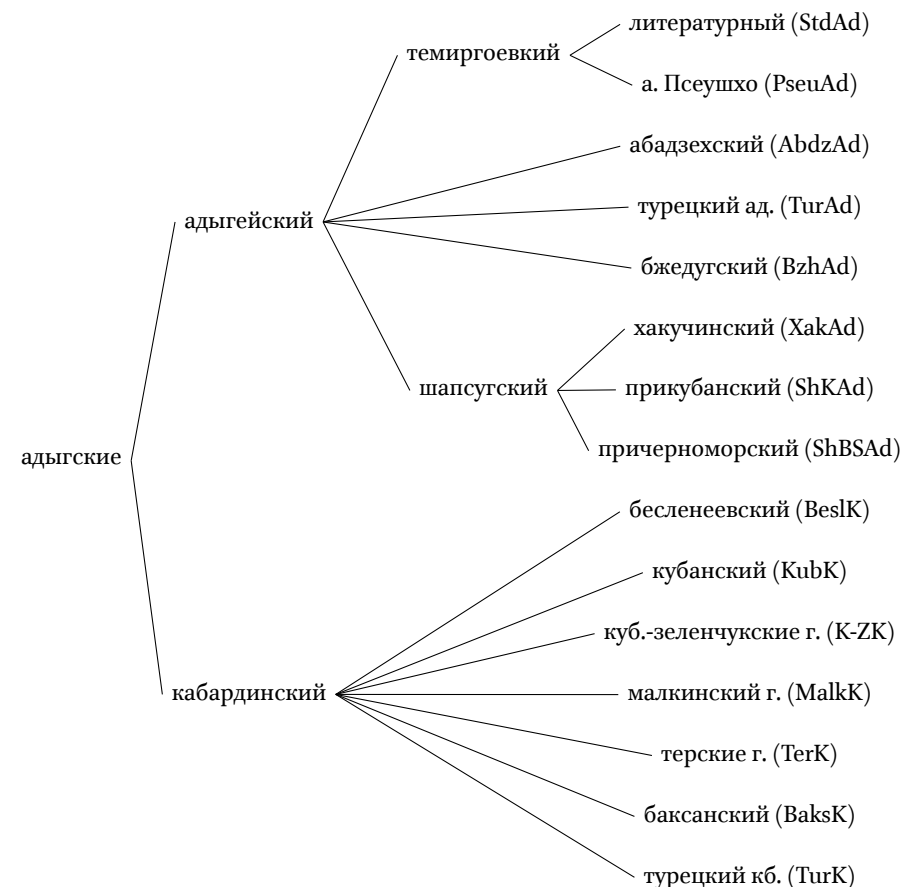 литературный (StdAd)
темиргоевкий
а. Псеушхо (PseuAd)
абадзехский (AbdzAd)
турецкий ад. (TurAd)
адыгейский
бжедугский (BzhAd)
хакучинский (XakAd)
шапсугский
прикубанский (ShKAd)
причерноморский (ShBSAd)
адыгские
бесленеевский (BeslK)
кубанский (KubK)
куб.-зеленчукские г. (K-ZK)
кабардинский
малкинский г. (MalkK)
терские г. (TerK)
баксанский (BaksK)
турецкий кб. (TurK)